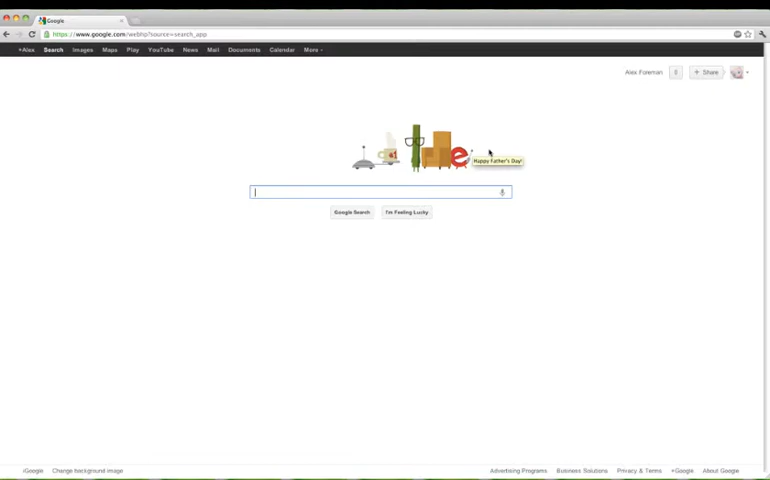 Google
https://www.google.com/webhp?source=search_app
+Alex Search Images Maps Play YouTube News Mail Documents Calendar More
Alex Foreman Share
Happy Father's Day!
Google Search I'm Feeling Lucky
iGoogle Change background image Advertising Programs Business Solutions Privacy & Terms +Google About Google